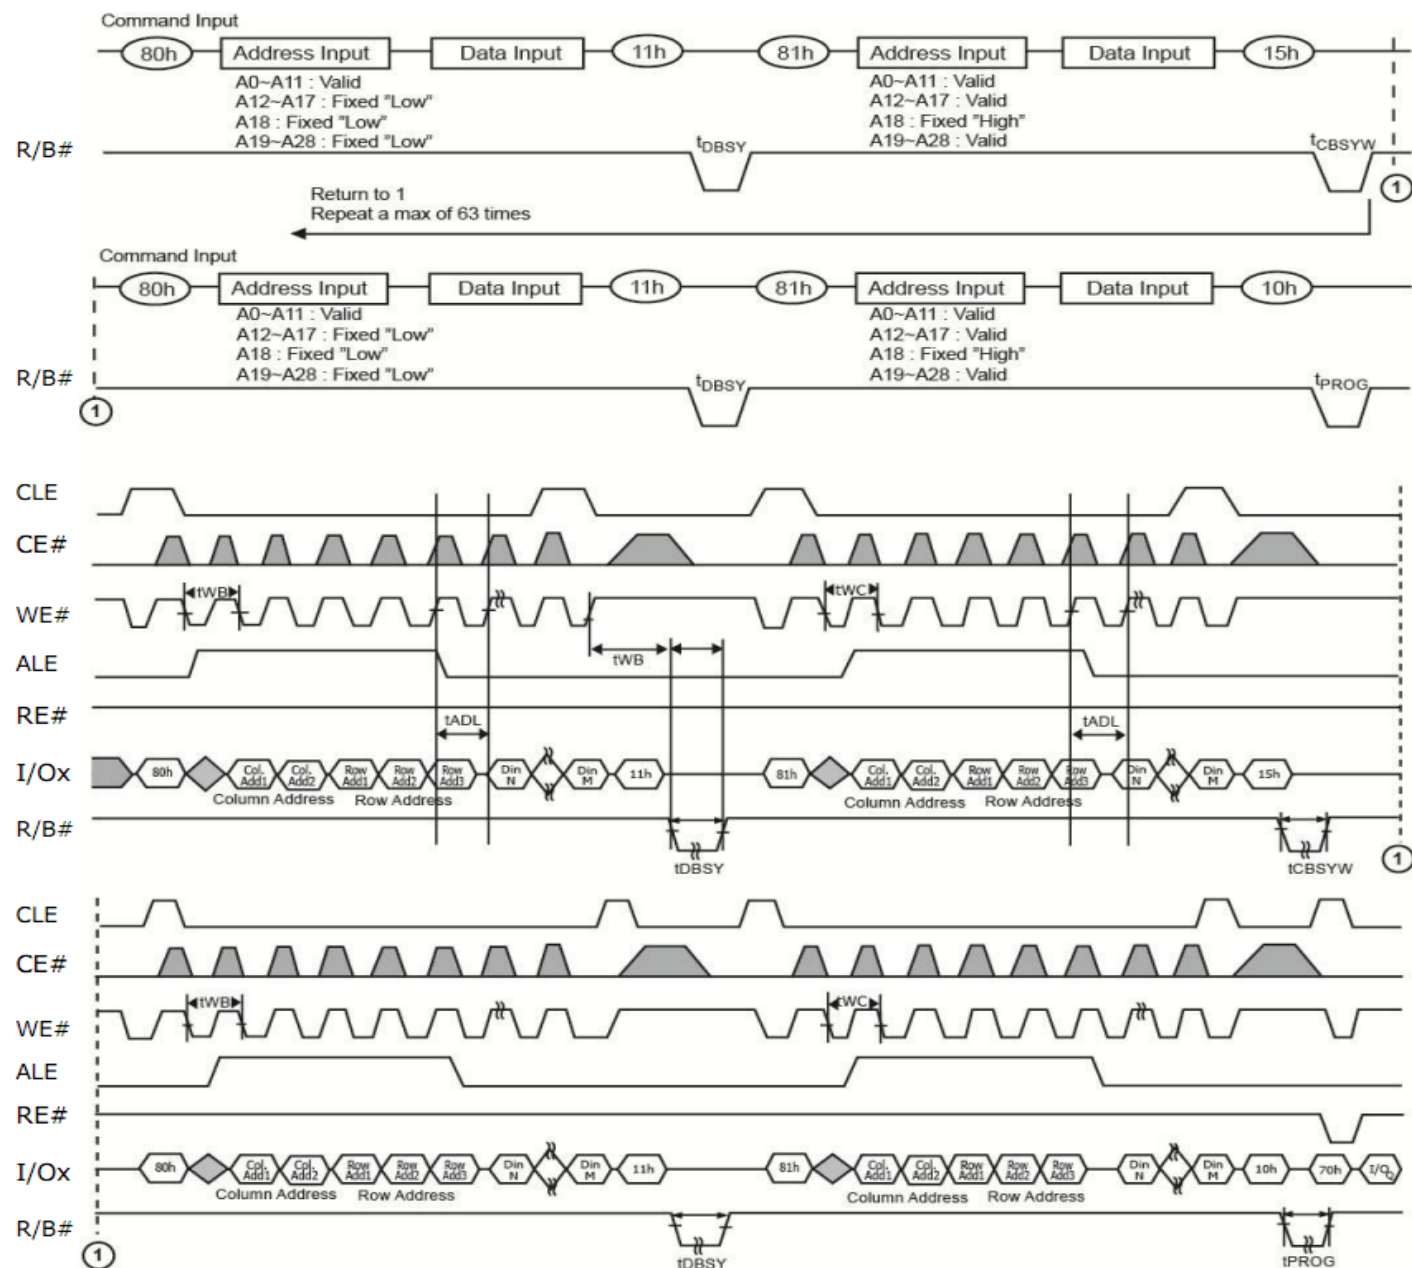 Command Input
80h Address Input Data Input 11h 81h Address Input Data Input 15h
A0~A11 : Valid A0~A11 : Valid
A12~A17 : Fixed "Low" A12~A17 : Valid
A18 : Fixed "Low" A18 : Fixed "High"
A19~A28 : Fixed "Low" A19~A28 : Valid
R/B# tDBSY tCBSYW
1
Return to 1
Repeat a max of 63 times
Command Input
80h Address Input Data Input 11h 81h Address Input Data Input 10h
A0~A11 : Valid A0~A11 : Valid
A12~A17 : Fixed "Low" A12~A17 : Valid
A18 : Fixed "Low" A18 : Fixed "High"
A19~A28 : Fixed "Low" A19~A28 : Valid
R/B# tDBSY tPROG
1
CLE
CE#
tWB tWC
WE#
ALE tWB
RE#
tADL tADL
I/Ox 80h Col. Add1 Col. Add2 Row Add1 Row Add2 Row Add3 Din N Din M 11h 81h Col. Add1 Col. Add2 Row Add1 Row Add2 Row Add3 Din N Din M 15h
Column Address Row Address Column Address Row Address
R/B#
tDBSY tCBSYW 1
CLE
CE#
tWB tWC
WE#
ALE
RE#
I/Ox 80h Col. Add1 Col. Add2 Row Add1 Row Add2 Row Add3 Din N Din M 11h 81h Col. Add1 Col. Add2 Row Add1 Row Add2 Row Add3 Din N Din M 10h 70h I/O0
Column Address Row Address Column Address Row Address
R/B#
1 tDBSY tPROG